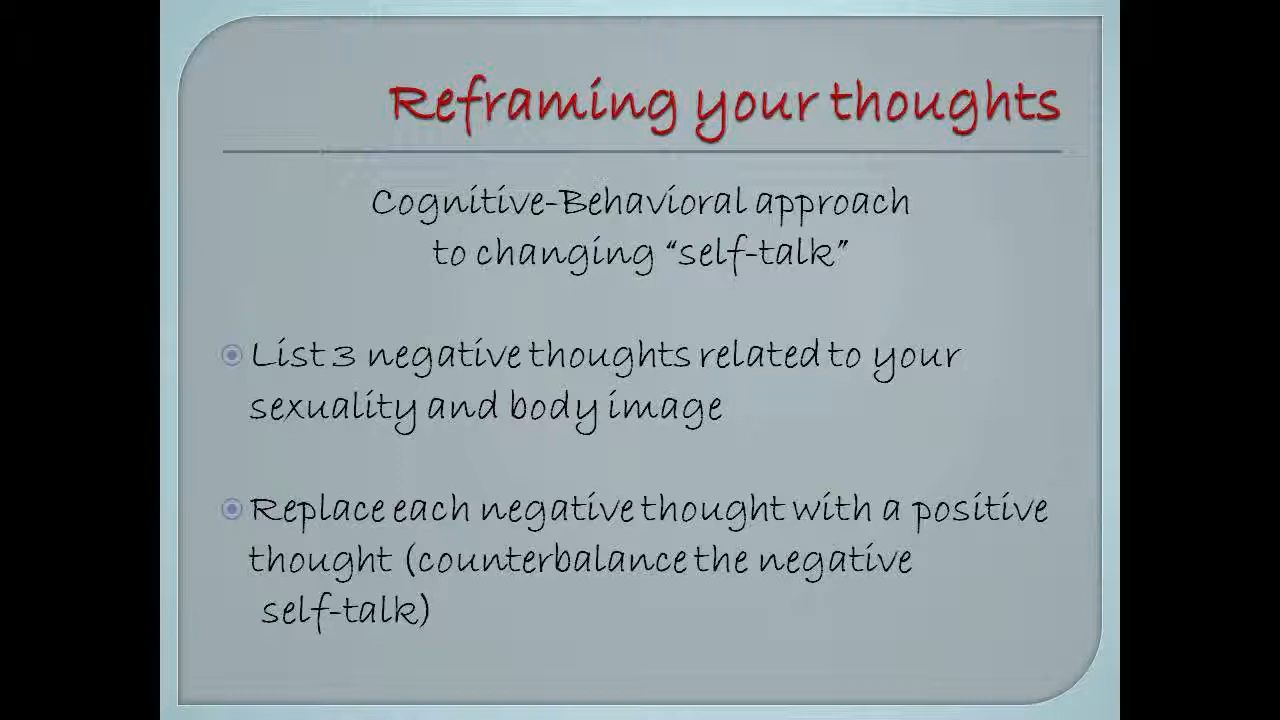 Reframing your thoughts
Cognitive-Behavioral approach
to changing “self-talk”
List 3 negative thoughts related to your
sexuality and body image
Replace each negative thought with a positive
thought (counterbalance the negative
self-talk)